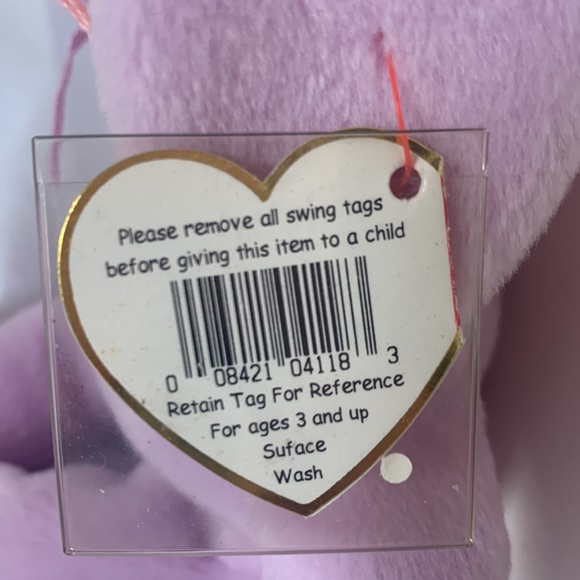 Please remove all swing tags
before giving this item to a child
0 08421 04118 3
Retain Tag For Reference
For ages 3 and up
Suface
Wash